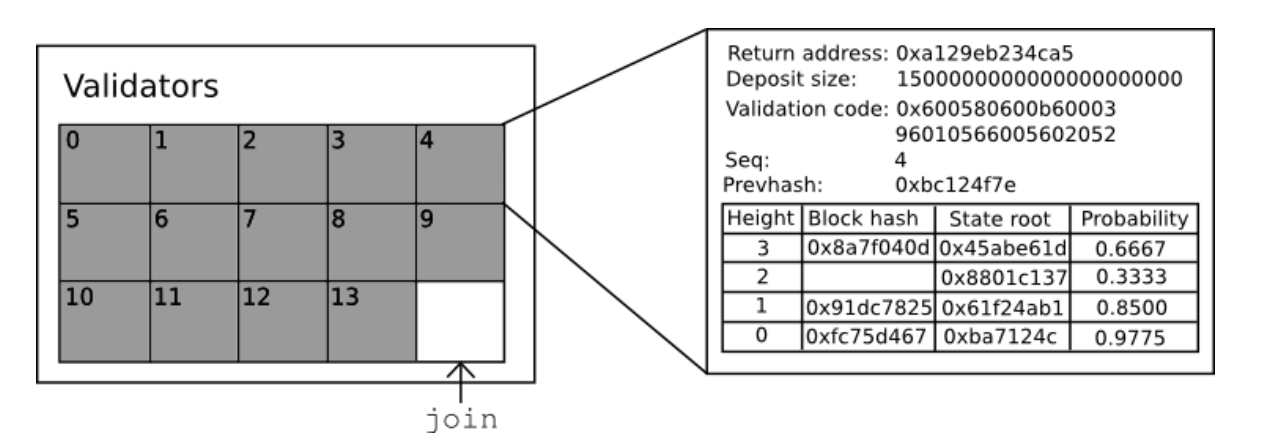 Validators
0 1 2 3 4
5 6 7 8 9
10 11 12 13
join
Return address: 0xa129eb234ca5
Deposit size: 1500000000000000000000
Validation code: 0x600580600b60003
96010566005602052
Seq: 4
Prevhash: 0xbc124f7e
Height Block hash State root Probability
3 0x8a7f040d 0x45abe61d 0.6667
2 0x8801c137 0.3333
1 0x91dc7825 0x61f24ab1 0.8500
0 0xfc75d467 0xba7124c 0.9775